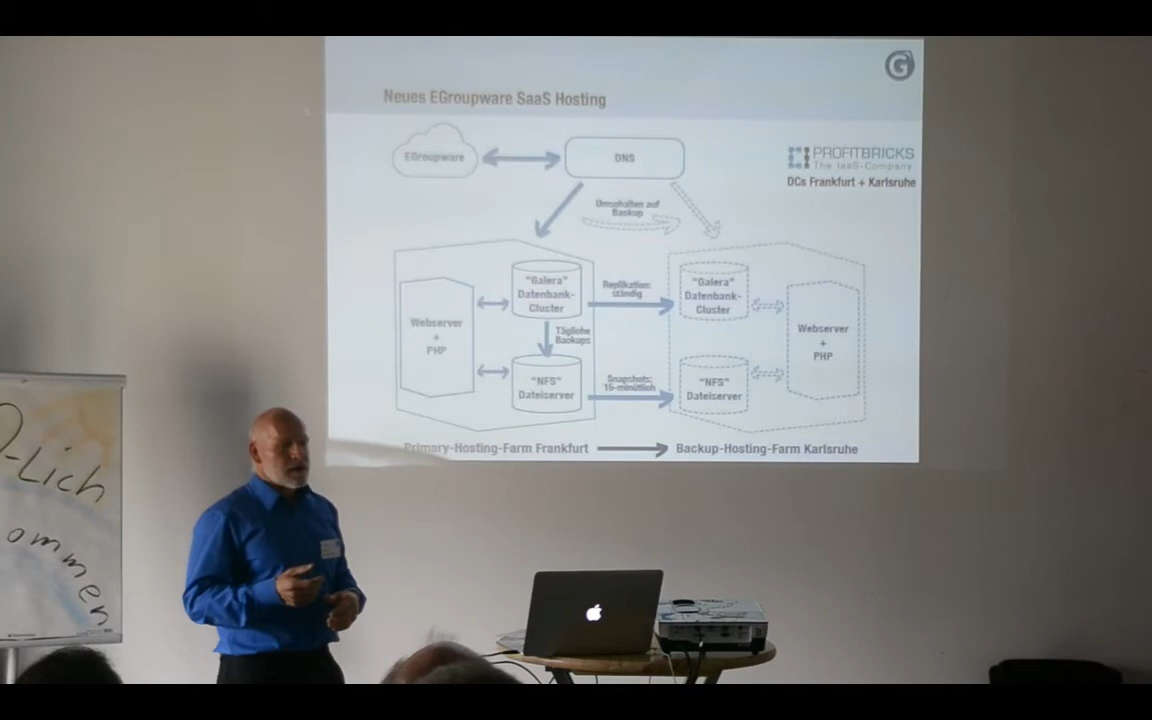 G
Neues EGroupware SaaS Hosting
EGroupware
DNS
PROFITBRICKS
The IaaS-Company
DCs Frankfurt + Karlsruhe
Umschalten auf
Backup
"Galera"
Datenbank-
Cluster
Replikation:
ständig
"Galera"
Datenbank-
Cluster
Webserver
+
PHP
Tägliche
Backups
Webserver
+
PHP
"NFS"
Dateiserver
Snapshots:
15-minütlich
"NFS"
Dateiserver
Primary-Hosting-Farm Frankfurt
Backup-Hosting-Farm Karlsruhe
-Lich
ommen